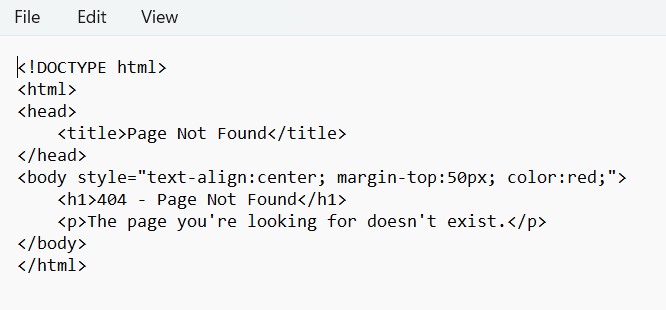 File Edit View
<!DOCTYPE html>
<html>
<head>
    <title>Page Not Found</title>
</head>
<body style="text-align:center; margin-top:50px; color:red;">
    <h1>404 - Page Not Found</h1>
    <p>The page you're looking for doesn't exist.</p>
</body>
</html>